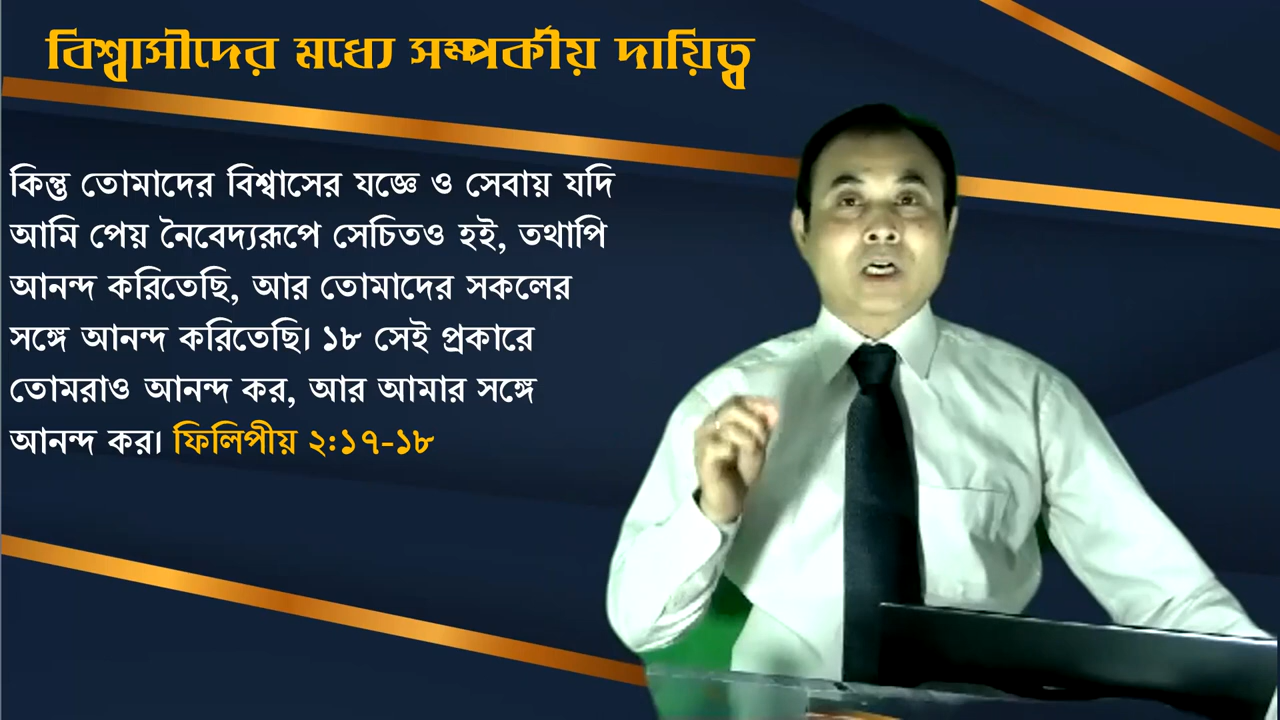 বিশ্বাসীদের মধ্যে সম্পর্কীয় দায়িত্ব
কিন্তু তোমাদের বিশ্বাসের যজ্ঞে ও সেবায় যদি
আমি পেয় নৈবেদ্যরূপে সেচিতও হই, তথাপি
আনন্দ করিতেছি, আর তোমাদের সকলের
সঙ্গে আনন্দ করিতেছি। ১৮ সেই প্রকারে
তোমরাও আনন্দ কর, আর আমার সঙ্গে
আনন্দ কর। ফিলিপীয় ২:১৭-১৮